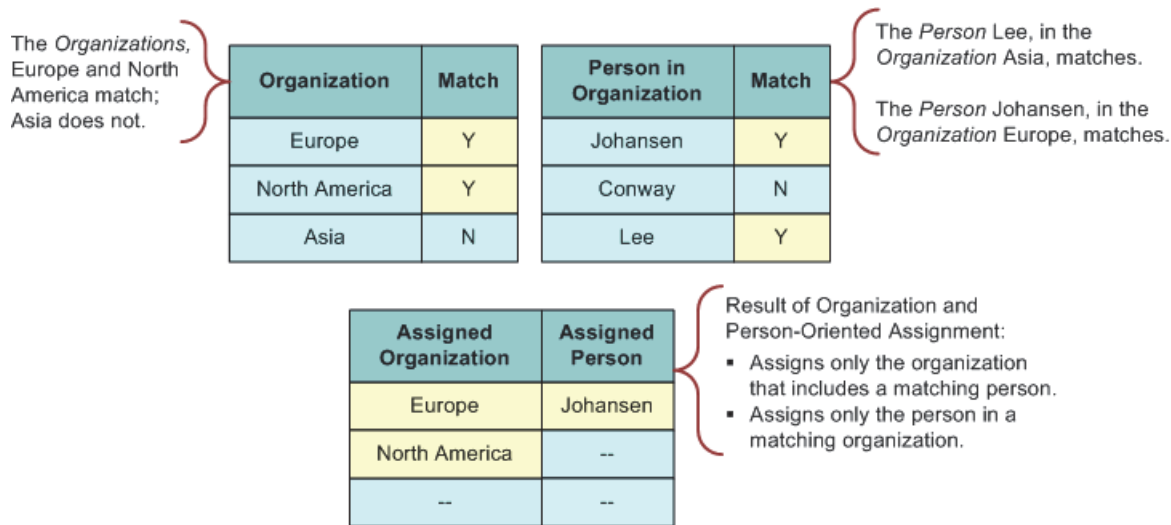 The Organizations,
Europe and North
America match;
Asia does not.
Organization Match
Europe Y
North America Y
Asia N
Person in
Organization Match
Johansen Y
Conway N
Lee Y
The Person Lee, in the
Organization Asia, matches.
The Person Johansen, in the
Organization Europe, matches.
Assigned
Organization
Assigned
Person
Europe Johansen
North America --
-- --
Result of Organization and
Person-Oriented Assignment:
▪ Assigns only the organization
that includes a matching person.
▪ Assigns only the person in a
matching organization.